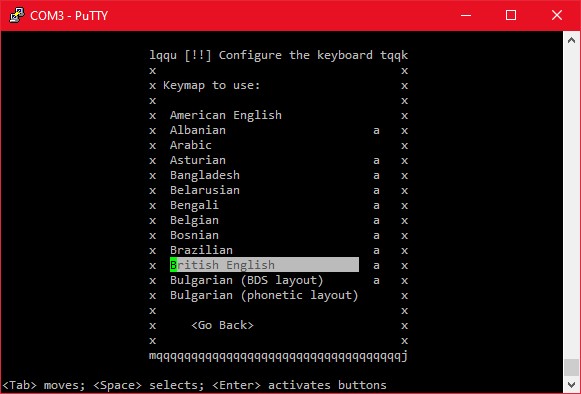 COM3 - PuTTY
lqqu [!!] Configure the keyboard tqqk
x x
x Keymap to use: x
x x
x American English x
x Albanian a x
x Arabic x
x Asturian a x
x Bangladesh a x
x Belarusian a x
x Bengali a x
x Belgian a x
x Bosnian a x
x Brazilian a x
x British English a x
x Bulgarian (BDS layout) a x
x Bulgarian (phonetic layout) x
x x
x <Go Back> x
x x
mqqqqqqqqqqqqqqqqqqqqqqqqqqqqqqqqqqqj
<Tab> moves; <Space> selects; <Enter> activates buttons